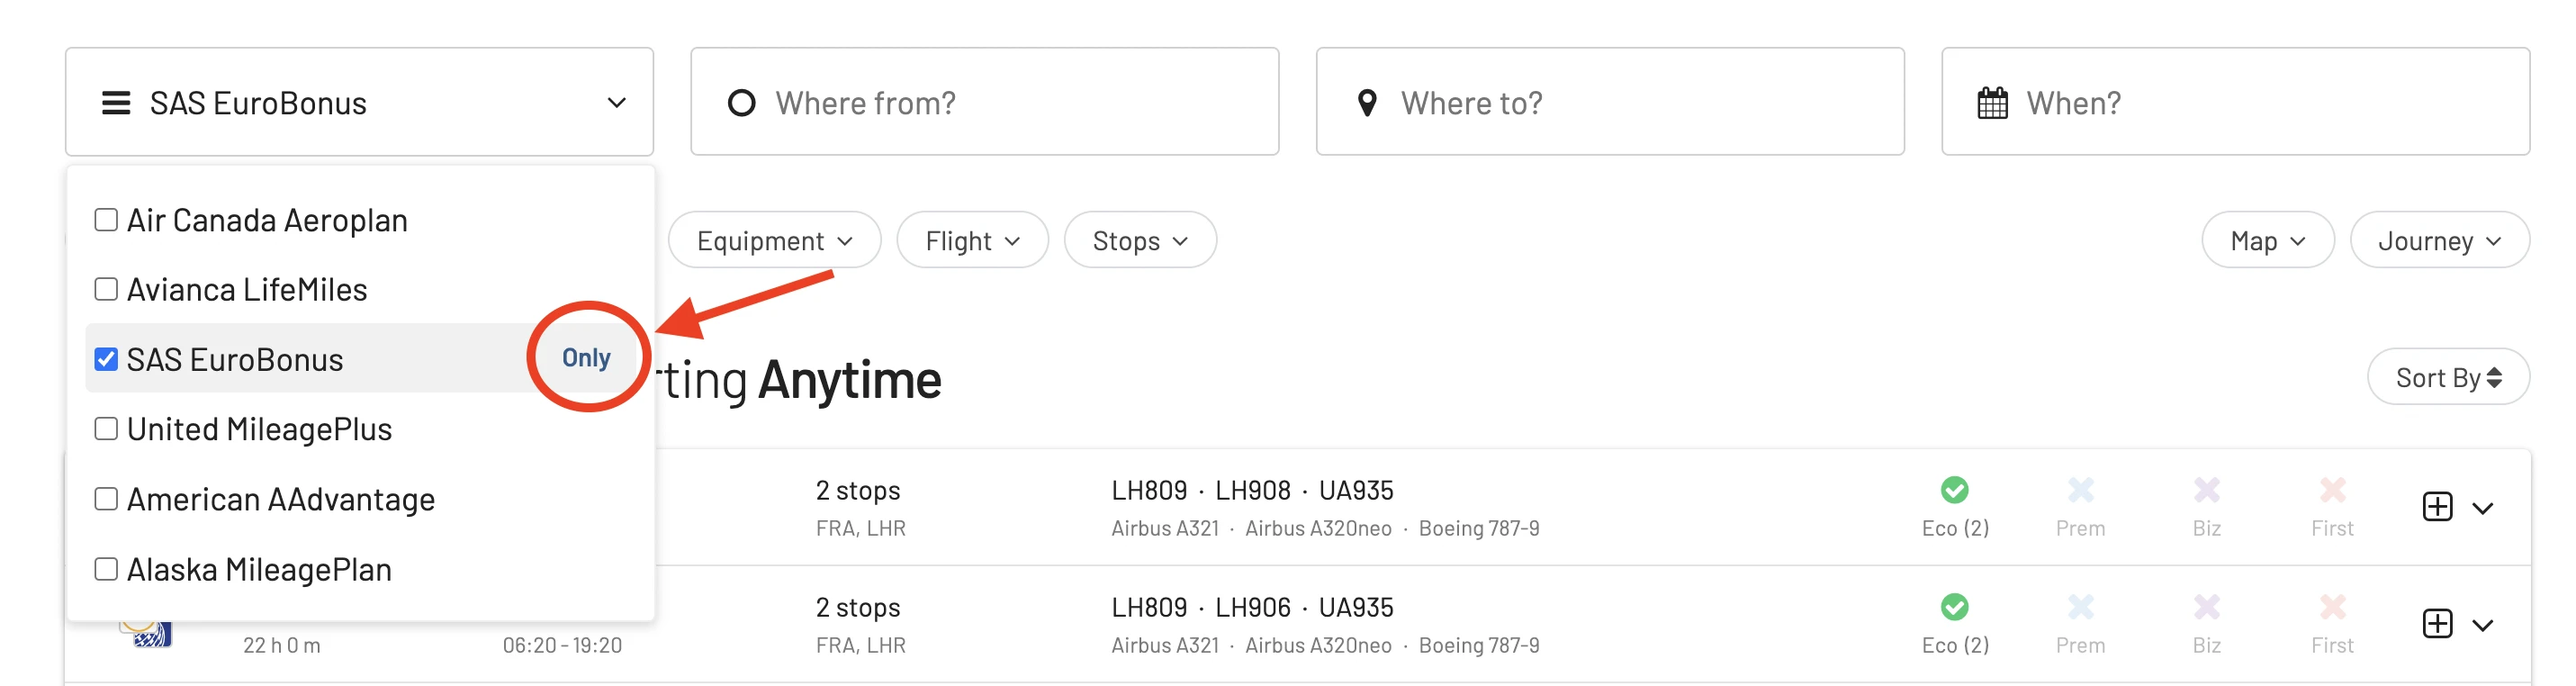 SAS EuroBonus
Where from?
Where to?
When?
Air Canada Aeroplan
Avianca LifeMiles
SAS EuroBonus Only
United MileagePlus
American AAdvantage
Alaska MileagePlan
Equipment
Flight
Stops
Map
Journey
rting Anytime
Sort By
2 stops LH809 · LH908 · UA935
FRA, LHR Airbus A321 · Airbus A320neo · Boeing 787-9 Eco (2) Prem Biz First
2 stops LH809 · LH906 · UA935
22 h 0 m 06:20 - 19:20 FRA, LHR Airbus A321 · Airbus A320neo · Boeing 787-9 Eco (2) Prem Biz First